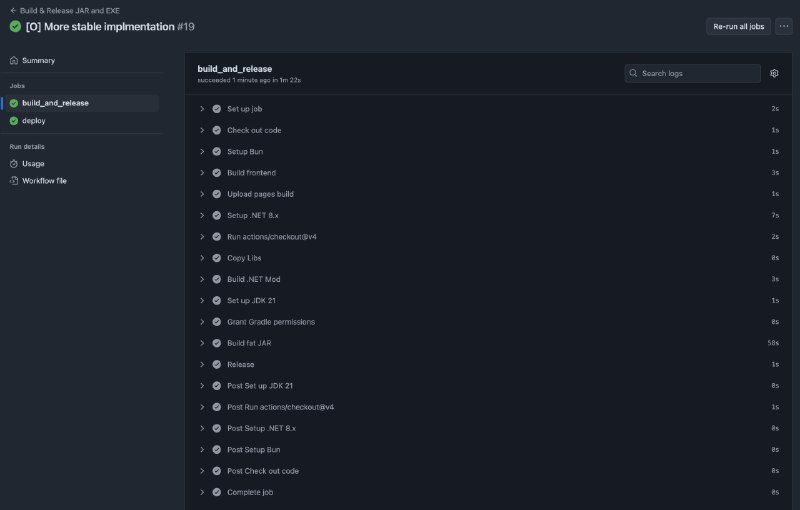 ← Build & Release JAR and EXE
[O] More stable implmentation #19
Re-run all jobs
Summary
Jobs
build_and_release
deploy
Run details
Usage
Workflow file
build_and_release
succeeded 1 minute ago in 1m 22s
Search logs
Set up job 2s
Check out code 1s
Setup Bun 1s
Build frontend 3s
Upload pages build 1s
Setup .NET 8.x 7s
Run actions/checkout@v4 2s
Copy Libs 0s
Build .NET Mod 3s
Set up JDK 21 1s
Grant Gradle permissions 0s
Build fat JAR 58s
Release 1s
Post Set up JDK 21 0s
Post Run actions/checkout@v4 1s
Post Setup .NET 8.x 0s
Post Setup Bun 0s
Post Check out code 0s
Complete job 0s